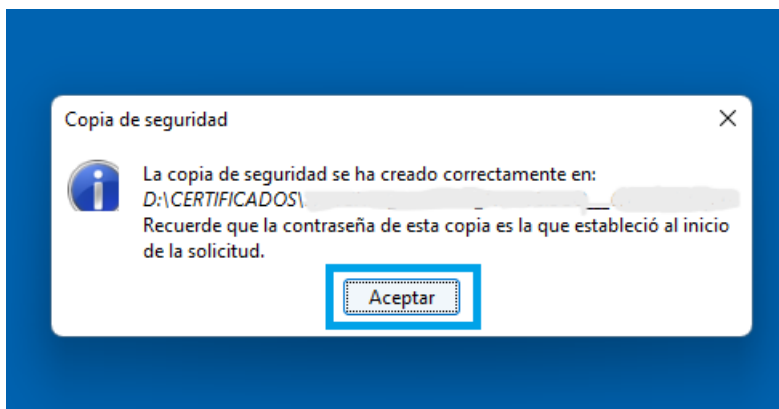 Copia de seguridad
La copia de seguridad se ha creado correctamente en:
D:\CERTIFICADOS\
Recuerde que la contraseña de esta copia es la que estableció al inicio
de la solicitud.
Aceptar